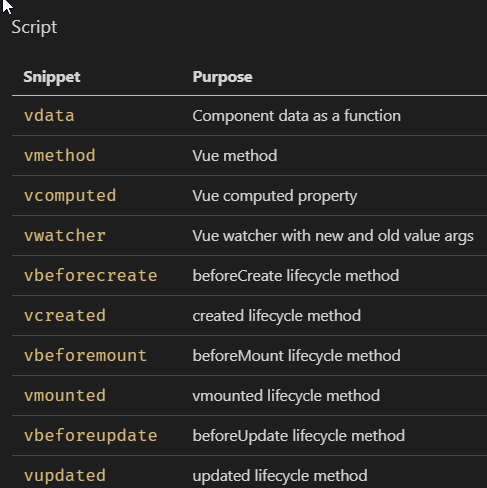 Script
Snippet Purpose
vdata Component data as a function
vmethod Vue method
vcomputed Vue computed property
vwatcher Vue watcher with new and old value args
vbeforecreate beforeCreate lifecycle method
vcreated created lifecycle method
vbeforemount beforeMount lifecycle method
vmounted vmounted lifecycle method
vbeforeupdate beforeUpdate lifecycle method
vupdated updated lifecycle method